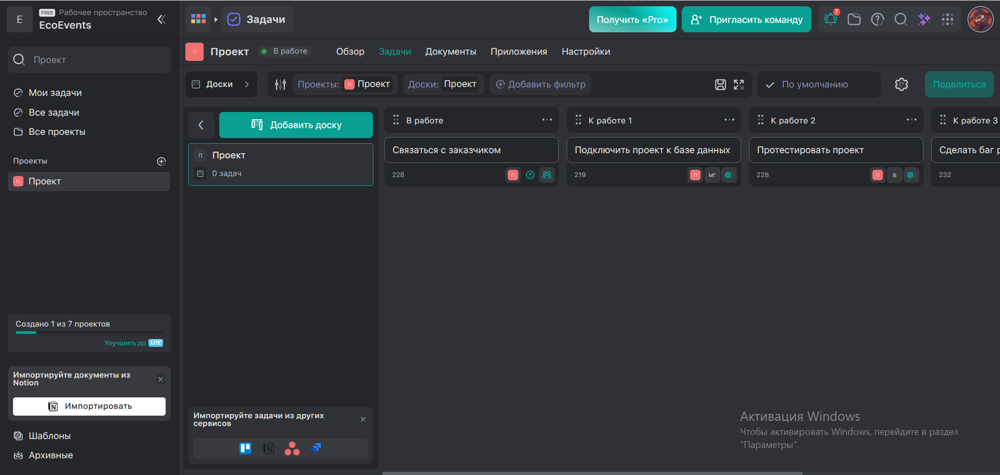 E
FREE Рабочее пространство
EcoEvents
Проект
Мои задачи
Все задачи
Все проекты
Проекты
П Проект
Создано 1 из 7 проектов
Улучшить до LITE
Импортируйте документы из
Notion
Импортировать
Шаблоны
Архивные
Задачи
Получить «Pro»
Пригласить команду
7
П Проект
В работе
Обзор
Задачи
Документы
Приложения
Настройки
Доски
Проекты: П Проект
Доски: Проект
Добавить фильтр
По умолчанию
Поделиться
Добавить доску
П Проект
0 задач
Импортируйте задачи из других
сервисов
В работе
Связаться с заказчиком
228 П
К работе 1
Подключить проект к базе данных
219 П МГ
К работе 2
Протестировать проект
228 П В
К работе 3
Сделать баг
232
Активация Windows
Чтобы активировать Windows, перейдите в раздел
"Параметры".